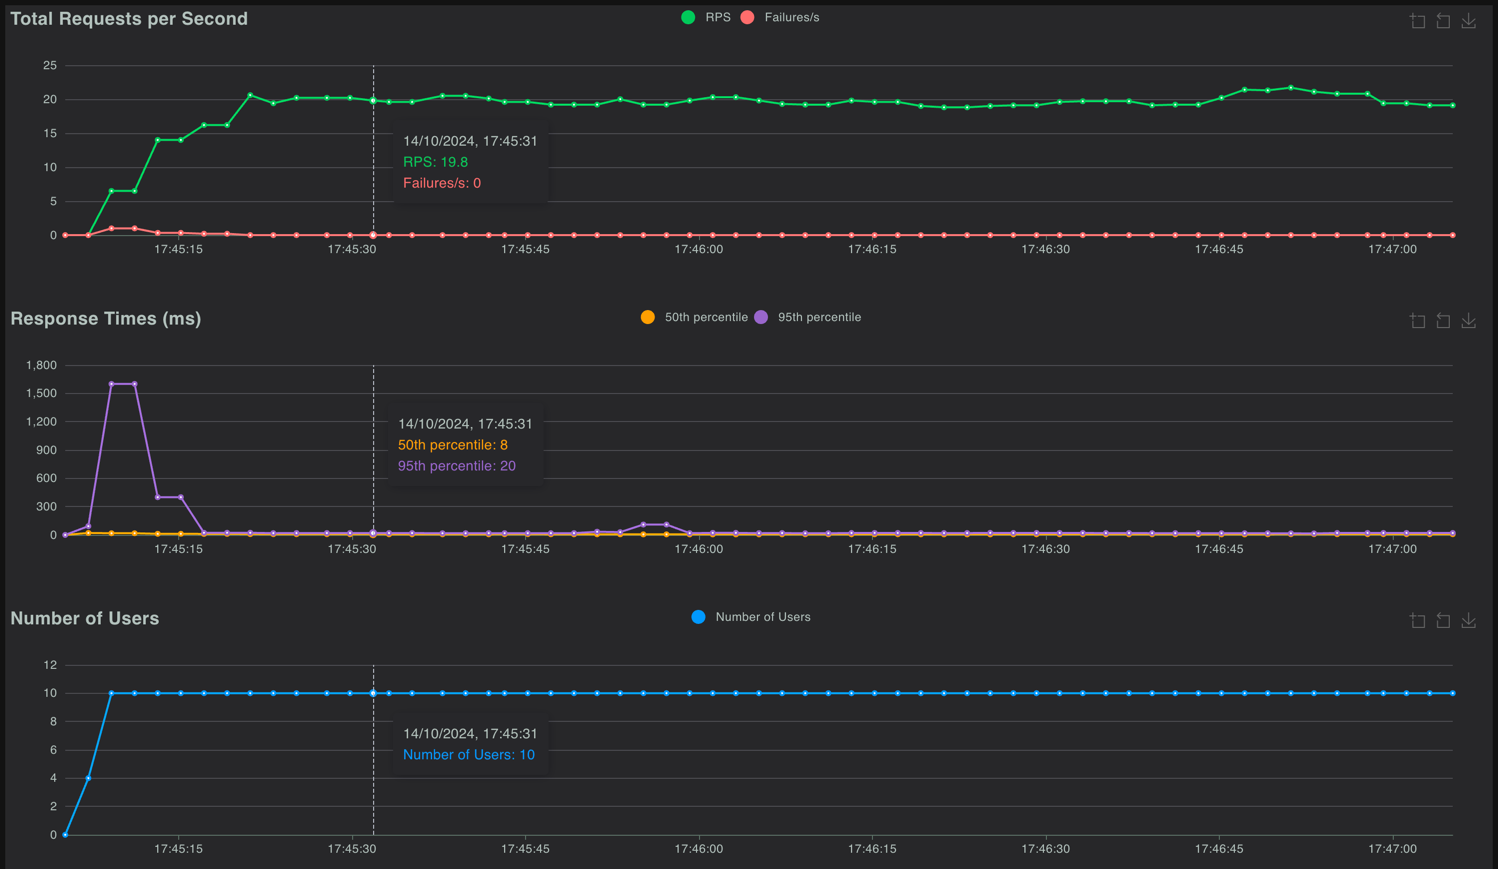 Total Requests per Second
RPS Failures/s
25
20
15
10
5
0
14/10/2024, 17:45:31
RPS: 19.8
Failures/s: 0
17:45:15 17:45:30 17:45:45 17:46:00 17:46:15 17:46:30 17:46:45 17:47:00
Response Times (ms)
50th percentile 95th percentile
1,800
1,500
1,200
900
600
300
0
14/10/2024, 17:45:31
50th percentile: 8
95th percentile: 20
17:45:15 17:45:30 17:45:45 17:46:00 17:46:15 17:46:30 17:46:45 17:47:00
Number of Users
Number of Users
12
10
8
6
4
2
0
14/10/2024, 17:45:31
Number of Users: 10
17:45:15 17:45:30 17:45:45 17:46:00 17:46:15 17:46:30 17:46:45 17:47:00